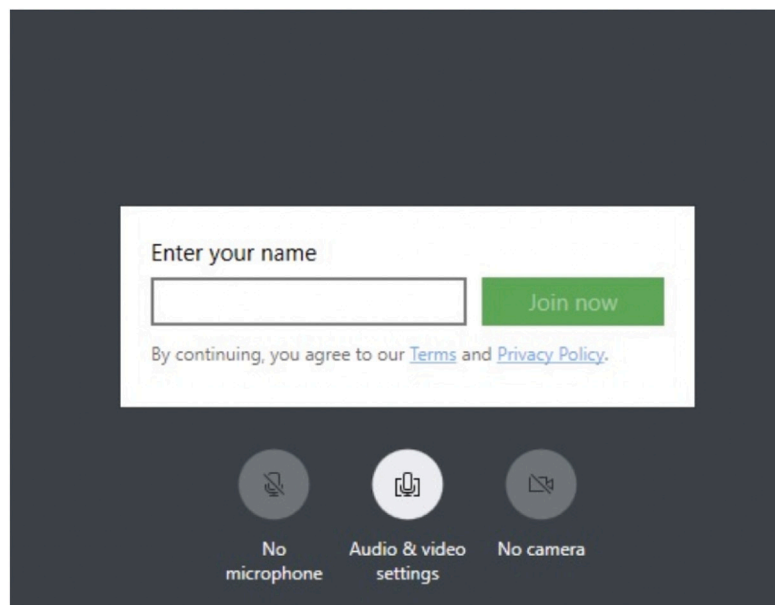 Enter your name
Join now
By continuing, you agree to our Terms and Privacy Policy.
No
microphone
Audio & video
settings
No camera